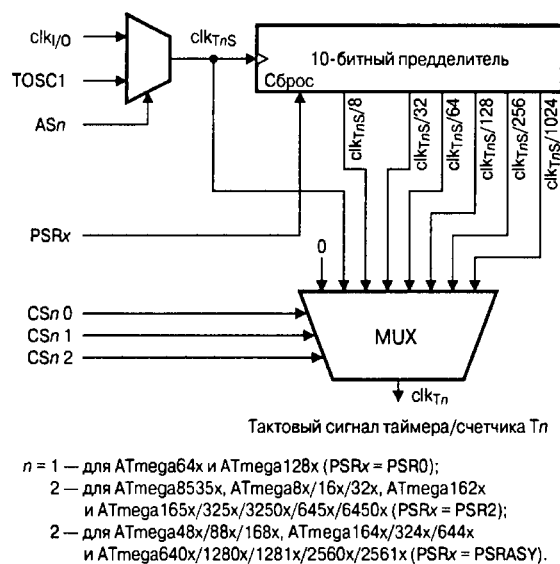 clkI/O
clkTnS
10-битный предделитель
TOSC1
Сброс
ASn
clkTnS/8
clkTnS/32
clkTnS/64
clkTnS/128
clkTnS/256
clkTnS/1024
PSRx
0
CSn 0
CSn 1
CSn 2
MUX
clkTn
Тактовый сигнал таймера/счетчика Tn
n = 1 — для ATmega64x и ATmega128x (PSRx = PSR0);
2 — для ATmega8535x, ATmega8x/16x/32x, ATmega162x
и ATmega165x/325x/3250x/645x/6450x (PSRx = PSR2);
2 — для ATmega48x/88x/168x, ATmega164x/324x/644x
и ATmega640x/1280x/1281x/2560x/2561x (PSRx = PSRASY).